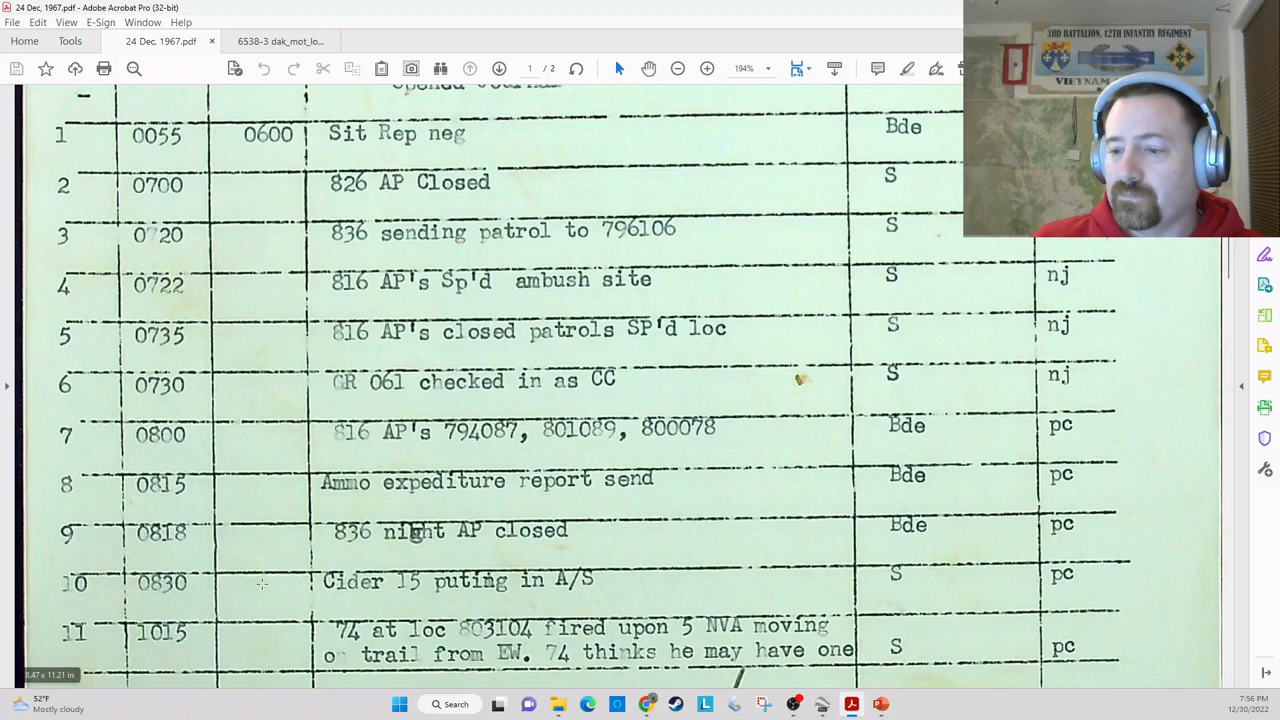 24 Dec, 1967.pdf - Adobe Acrobat Pro (32-bit)
File Edit View E-Sign Window Help
Home Tools 24 Dec, 1967.pdf × 6538-3 dak_mot_lo...
1 / 2 194%
3RD BATTALION, 12TH INFANTRY REGIMENT
VIETNAM
Journal
1 0055 0600 Sit Rep neg Bde
2 0700 826 AP Closed S
3 0720 836 sending patrol to 796106 S
4 0722 816 AP's Sp'd ambush site S nj
5 0735 816 AP's closed patrols SP'd loc S nj
6 0730 GR 061 checked in as CC S nj
7 0800 816 AP's 794087, 801089, 800078 Bde pc
8 0815 Ammo expediture report send Bde pc
9 0818 836 night AP closed Bde pc
10 0830 Cider 15 puting in A/S S pc
11 1015 74 at loc 803104 fired upon 5 NVA moving
on trail from EW. 74 thinks he may have one S pc
8.47 x 11.21 in
52°F
Mostly cloudy
Search
7:56 PM
12/30/2022